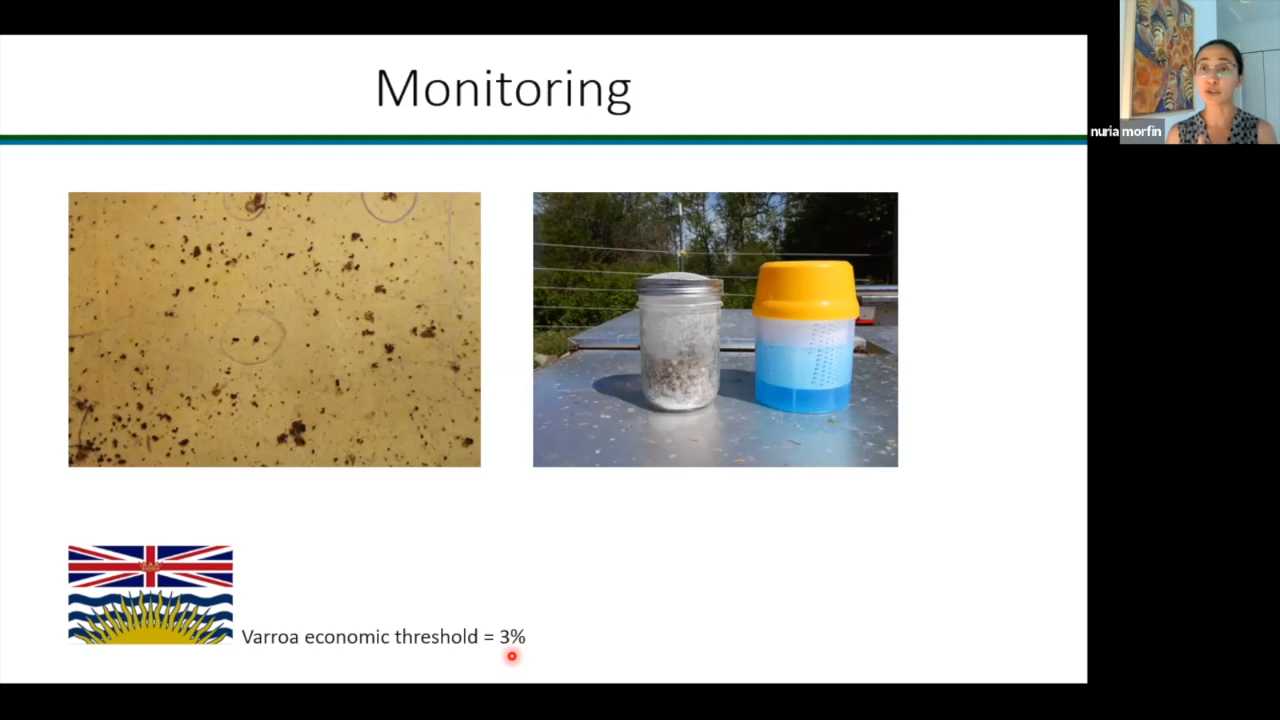 Monitoring
nuria morfin
Varroa economic threshold = 3%